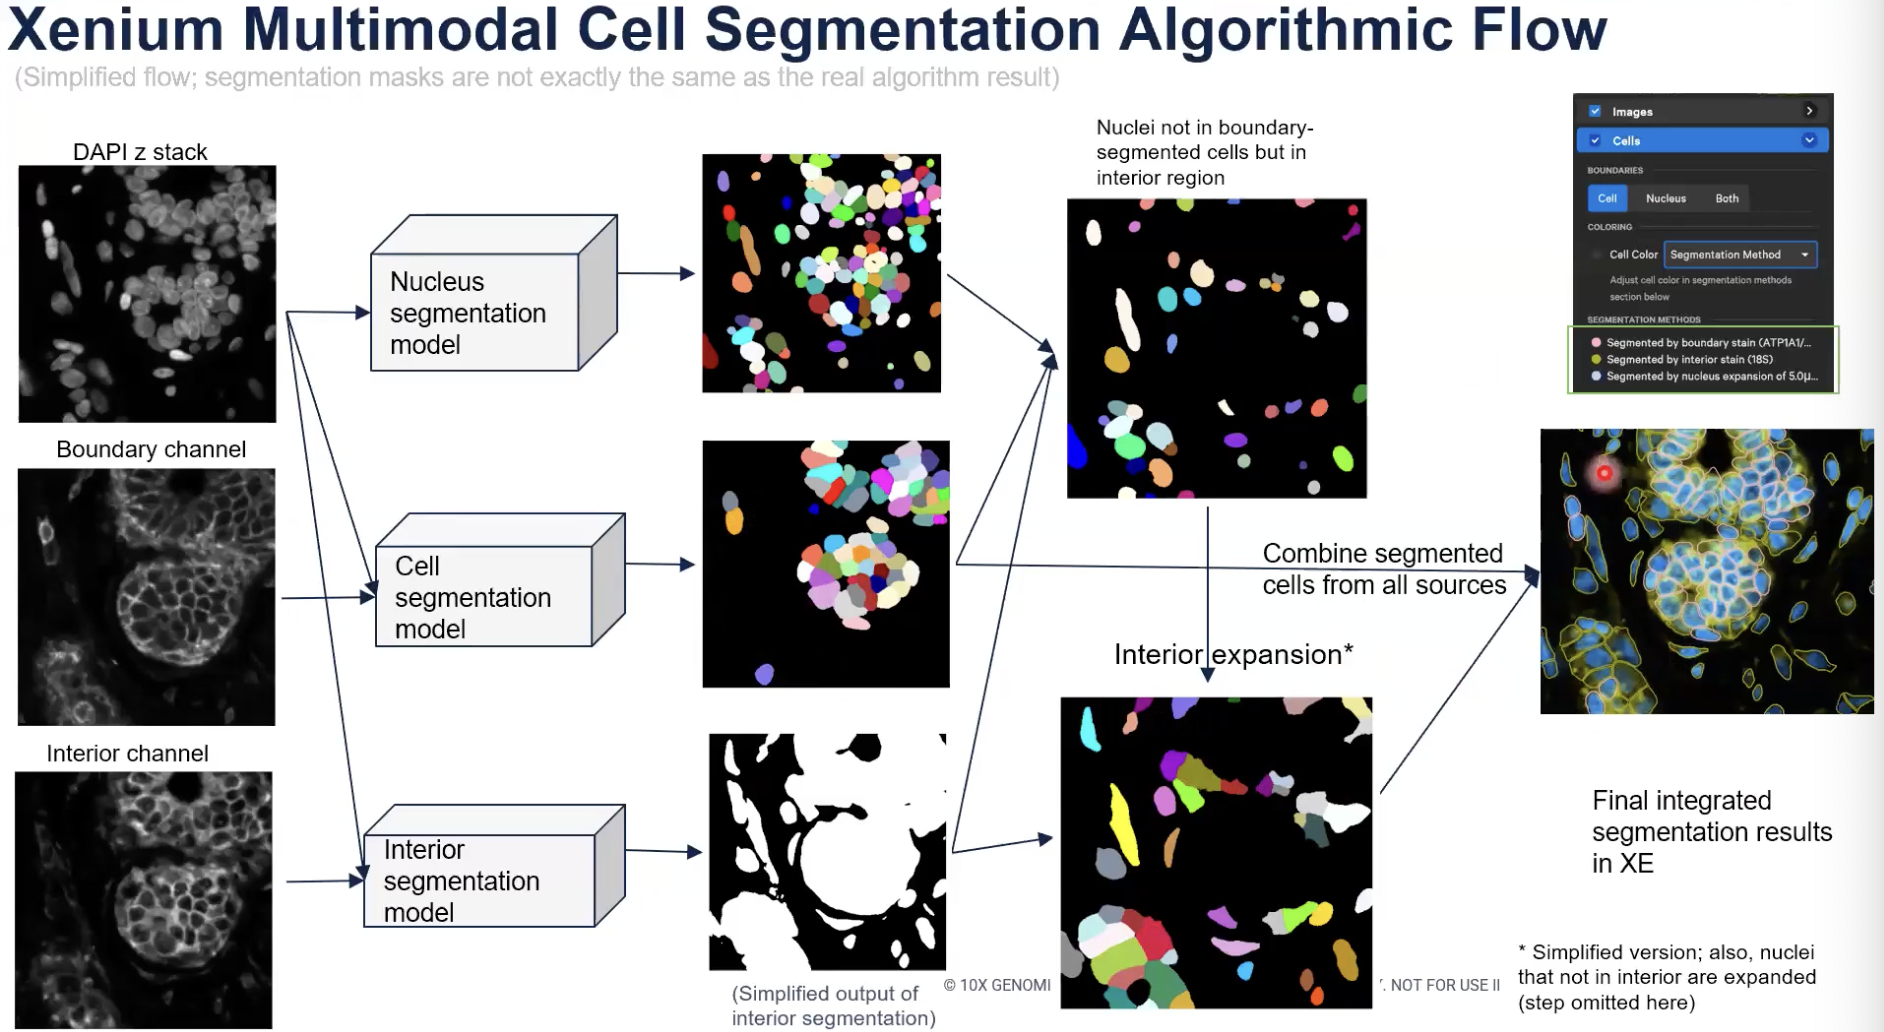 Xenium Multimodal Cell Segmentation Algorithmic Flow
(Simplified flow; segmentation masks are not exactly the same as the real algorithm result)
DAPI z stack
Boundary channel
Interior channel
Nucleus
segmentation
model
Cell
segmentation
model
Interior
segmentation
model
(Simplified output of
interior segmentation)
Nuclei not in boundary-
segmented cells but in
interior region
Interior expansion*
Combine segmented
cells from all sources
Images
Cells
BOUNDARIES
Cell Nucleus Both
COLORING
Cell Color Segmentation Method
Adjust cell color in segmentation methods
section below
SEGMENTATION METHODS
Segmented by boundary stain (ATP1A1/...
Segmented by interior stain (18S)
Segmented by nucleus expansion of 5.0µ...
Final integrated
segmentation results
in XE
* Simplified version; also, nuclei
that not in interior are expanded
(step omitted here)
© 10X GENOMI
. NOT FOR USE II